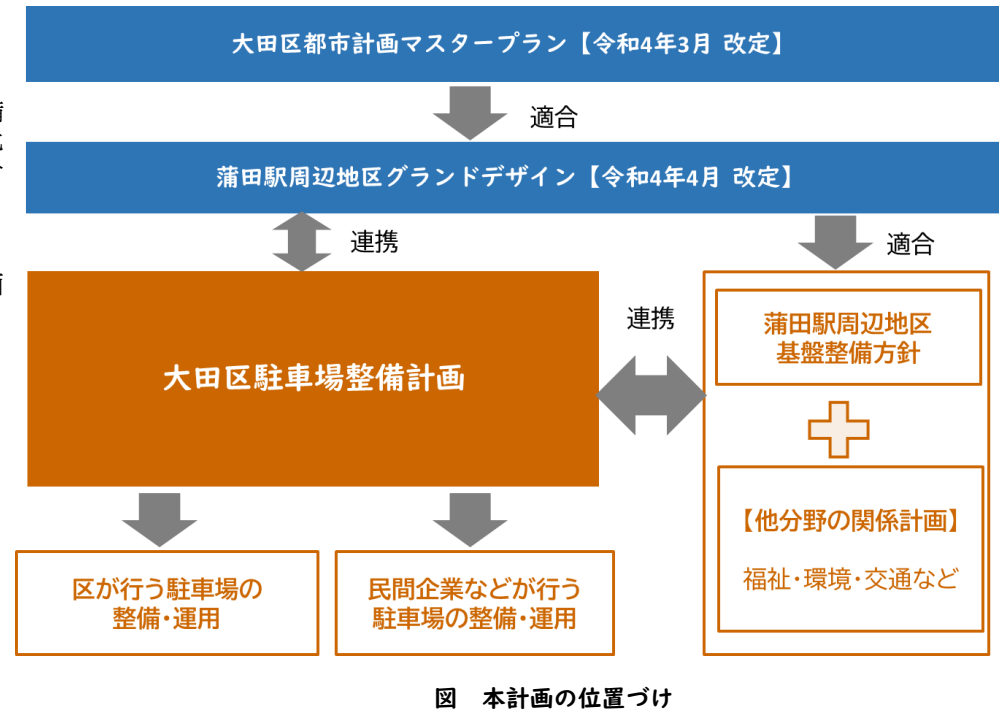 大田区都市計画マスタープラン【令和4年3月 改定】
適合
蒲田駅周辺地区グランドデザイン【令和4年4月 改定】
連携
適合
大田区駐車場整備計画
連携
蒲田駅周辺地区
基盤整備方針
【他分野の関係計画】
福祉・環境・交通など
区が行う駐車場の
整備・運用
民間企業などが行う
駐車場の整備・運用
図　本計画の位置づけ